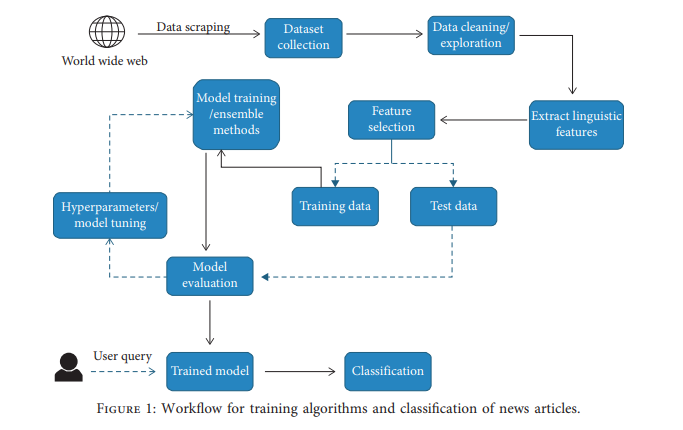 Data scraping
World wide web
Dataset
collection
Data cleaning/
exploration
Model training
/ensemble
methods
Feature
selection
Extract linguistic
features
Hyperparameters/
model tuning
Training data
Test data
Model
evaluation
User query
Trained model
Classification
FIGURE 1: Workflow for training algorithms and classification of news articles.